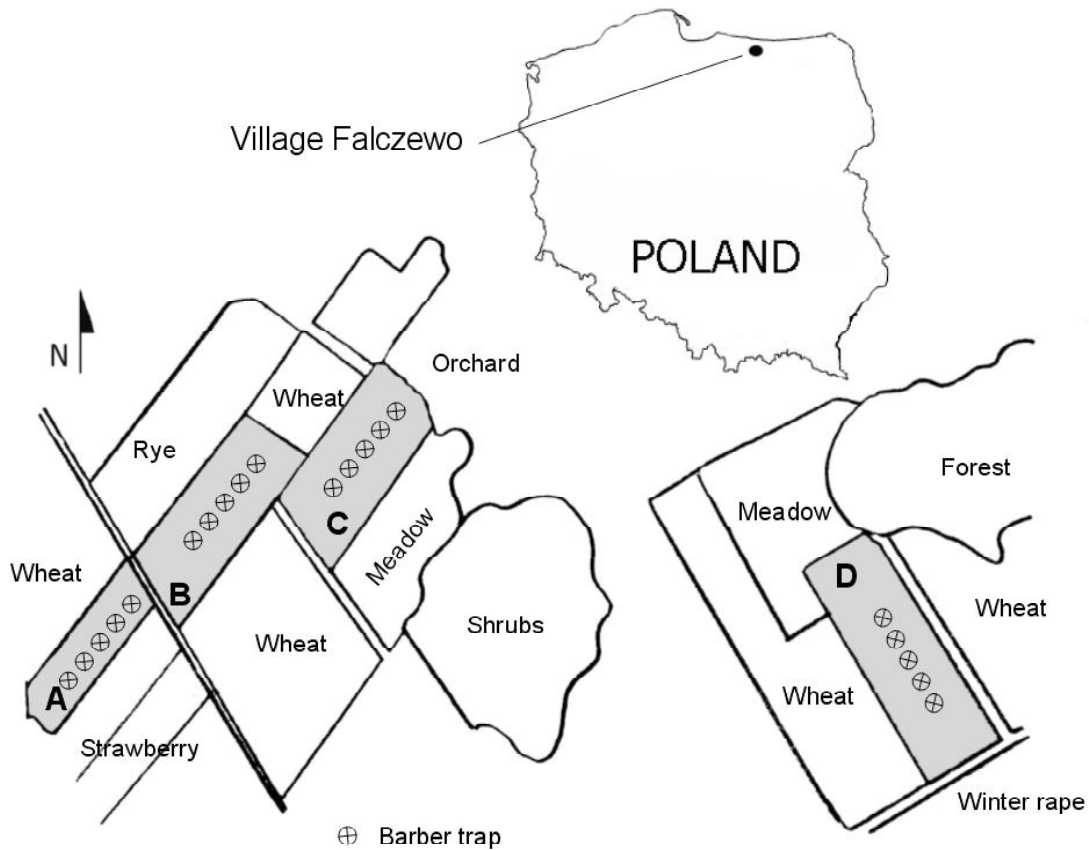 Village Falczewo
POLAND
N
Orchard
Wheat
Rye
Forest
Meadow
C
Meadow
D
Wheat
B
Wheat
Shrubs
Wheat
A
Wheat
Strawberry
Winter rape
Barber trap